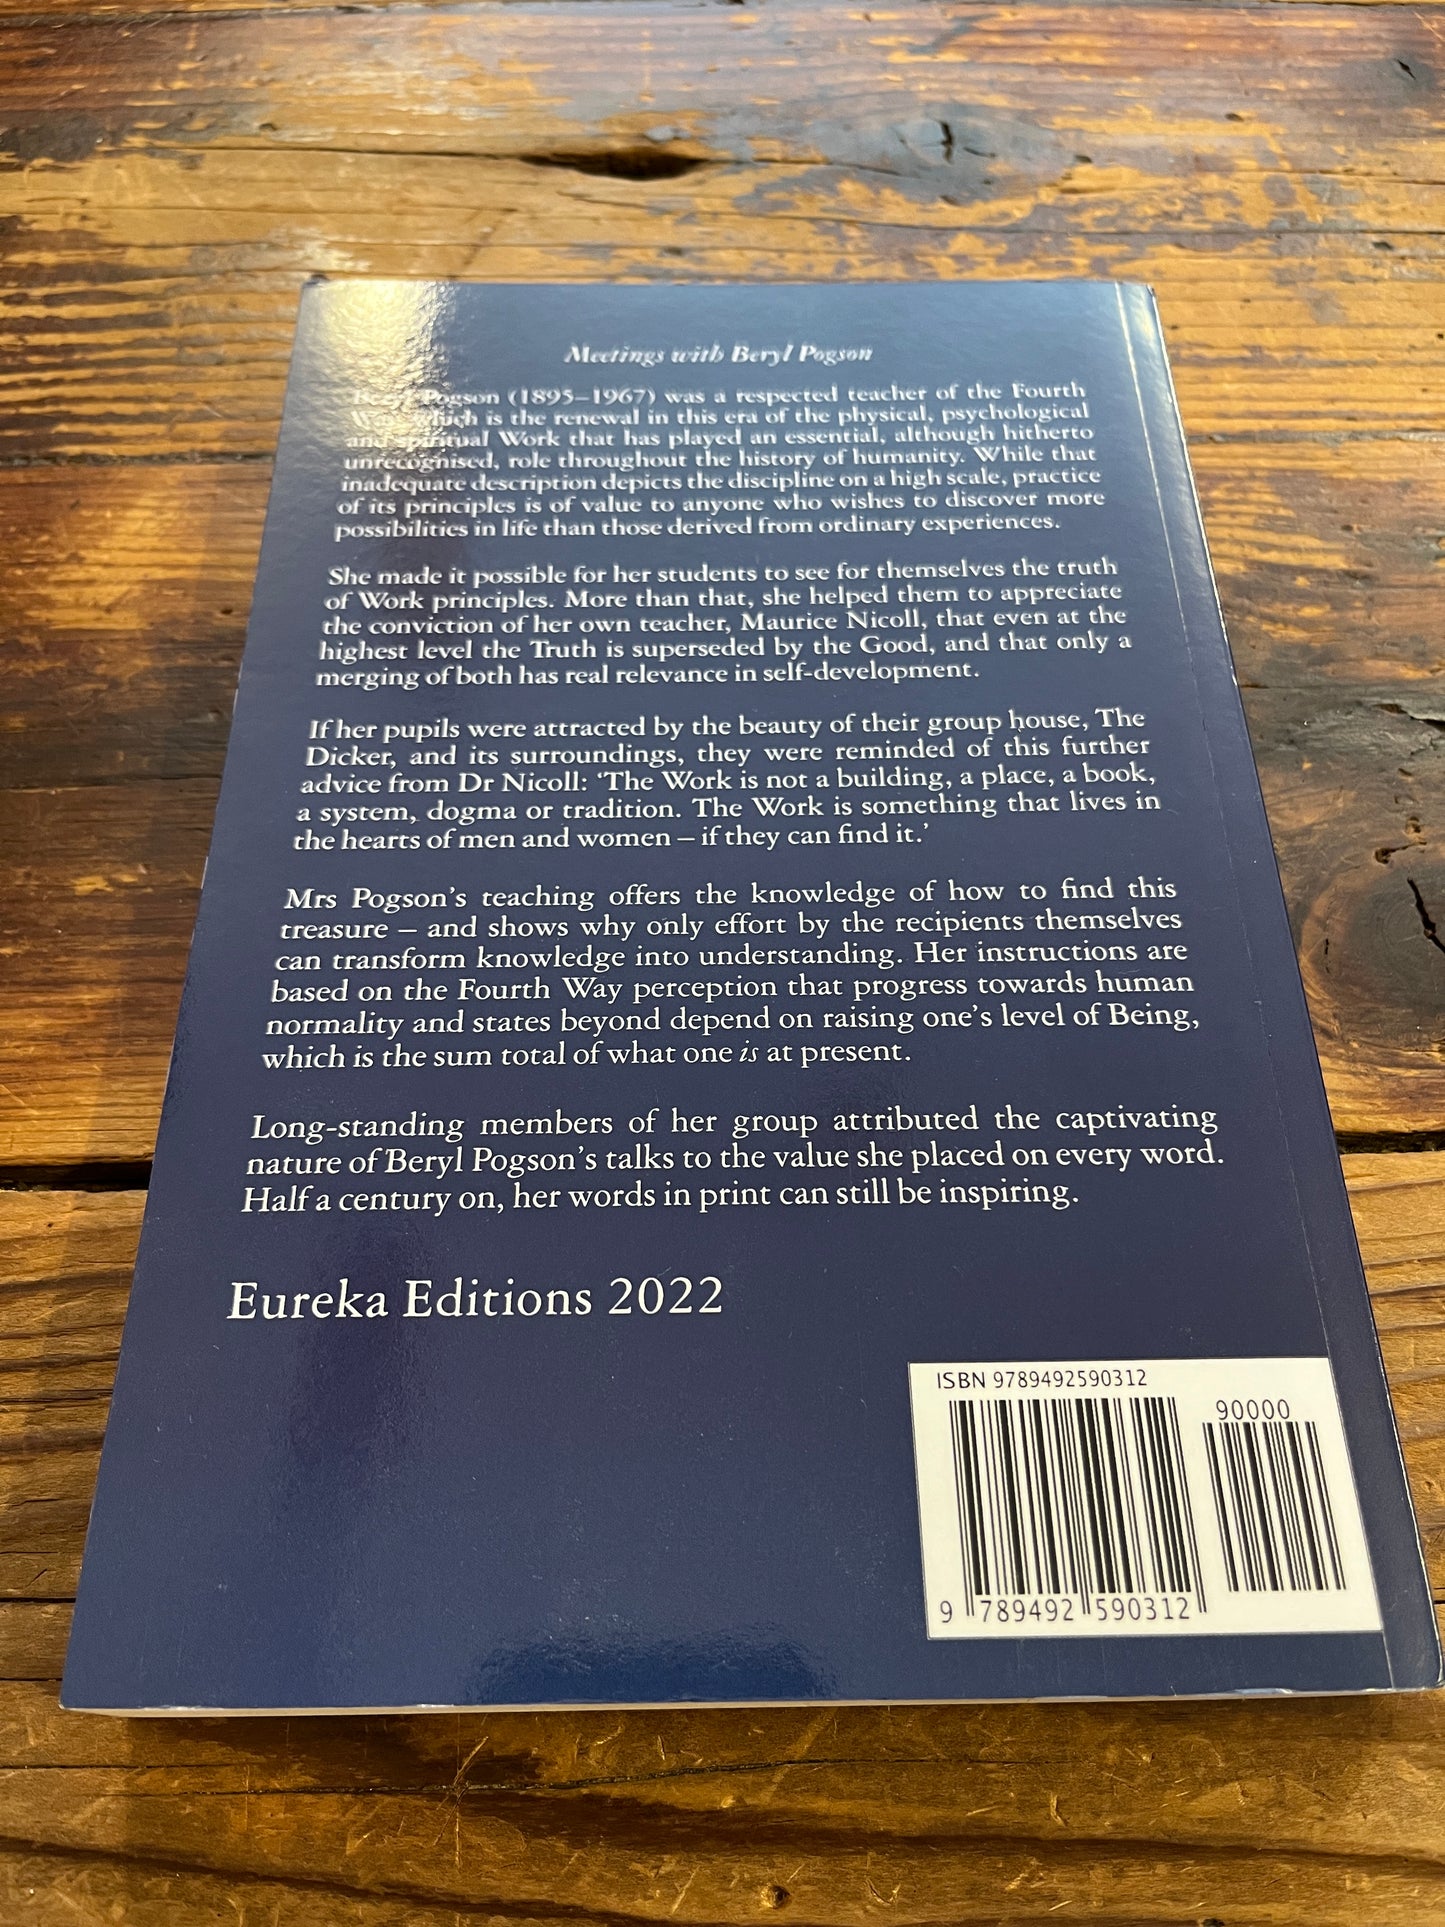 Meetings with Beryl Pogson
Beryl Pogson (1895–1967) was a respected teacher of the Fourth
Way, which is the renewal in this era of the physical, psychological
and spiritual Work that has played an essential, although hitherto
unrecognised, role throughout the history of humanity. While that
inadequate description depicts the discipline on a high scale, practice
of its principles is of value to anyone who wishes to discover more
possibilities in life than those derived from ordinary experiences.
She made it possible for her students to see for themselves the truth
of Work principles. More than that, she helped them to appreciate
the conviction of her own teacher, Maurice Nicoll, that even at the
highest level the Truth is superseded by the Good, and that only a
merging of both has real relevance in self-development.
If her pupils were attracted by the beauty of their group house, The
Dicker, and its surroundings, they were reminded of this further
advice from Dr Nicoll: ‘The Work is not a building, a place, a book,
a system, dogma or tradition. The Work is something that lives in
the hearts of men and women – if they can find it.’
Mrs Pogson’s teaching offers the knowledge of how to find this
treasure – and shows why only effort by the recipients themselves
can transform knowledge into understanding. Her instructions are
based on the Fourth Way perception that progress towards human
normality and states beyond depend on raising one’s level of Being,
which is the sum total of what one is at present.
Long-standing members of her group attributed the captivating
nature of Beryl Pogson’s talks to the value she placed on every word.
Half a century on, her words in print can still be inspiring.
Eureka Editions 2022
ISBN 9789492590312
90000
9 789492 590312